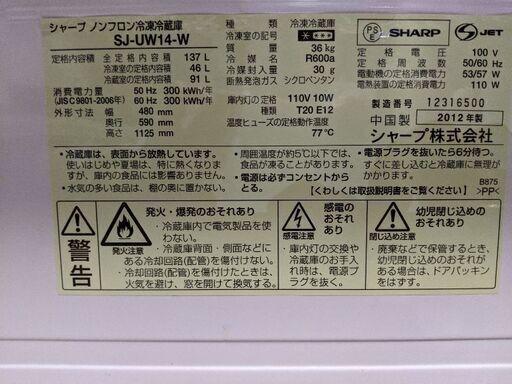 シャープ ノンフロン冷凍冷蔵庫
SJ-UW14-W
定格内容積 全定格内容積 137 L
冷凍室の定格内容積 46 L
冷蔵室の定格内容積 91 L
消費電力量 50 Hz 300 kWh/年
(JIS C 9801-2006年) 60 Hz 300 kWh/年
外形寸法 幅 480 mm
奥行 590 mm
高さ 1125 mm
種類 冷凍冷蔵庫
冷凍室の記号
質量 36 kg
冷媒 R600a
冷媒封入量 30 g
断熱発泡ガス シクロペンタン
庫内灯の定格 110V 10W
種類 T20 E12
温度ヒューズの定格動作温度
77℃
PS
E
SHARP
JET
定格電圧 100 V
定格周波数 50/60 Hz
電動機の定格消費電力 53/57 W
電熱装置の定格消費電力 110 W
製造番号 12316500
中国製 2012年製
シャープ株式会社
・冷蔵庫は、表面から放熱しています。
使いはじめや夏場は、特に熱くなりますが、庫内の食品には影響ありません。
・水気の多い食品は、棚の奥に置かない。
・周囲温度が約5℃以下では、食品が凍ることがあります。
・電源は必ずコンセントからとる。
・電源プラグを抜いたら6分待つ。
すぐに差し込むと冷蔵庫に無理がかかり、故障の原因となります。
【くわしくは取扱説明書をご覧ください】
B875
>PP<
警告
発火・爆発のおそれあり
発火注意
・冷蔵庫内で電気製品を使わない。
・冷蔵庫背面・側面などにある冷却回路(配管)を傷付けない
・冷却回路(配管)を傷付けたときは、火気を避け、窓を開けて換気する。
感電のおそれあり
感電注意
・庫内灯の交換や冷蔵庫のお手入れ時は、電源プラグを抜く。
幼児閉じ込めのおそれあり
閉じ込め注意
・廃棄などで保管するとき、幼児の閉じ込めのおそれがある場合は、ドアパッキンをはずす。